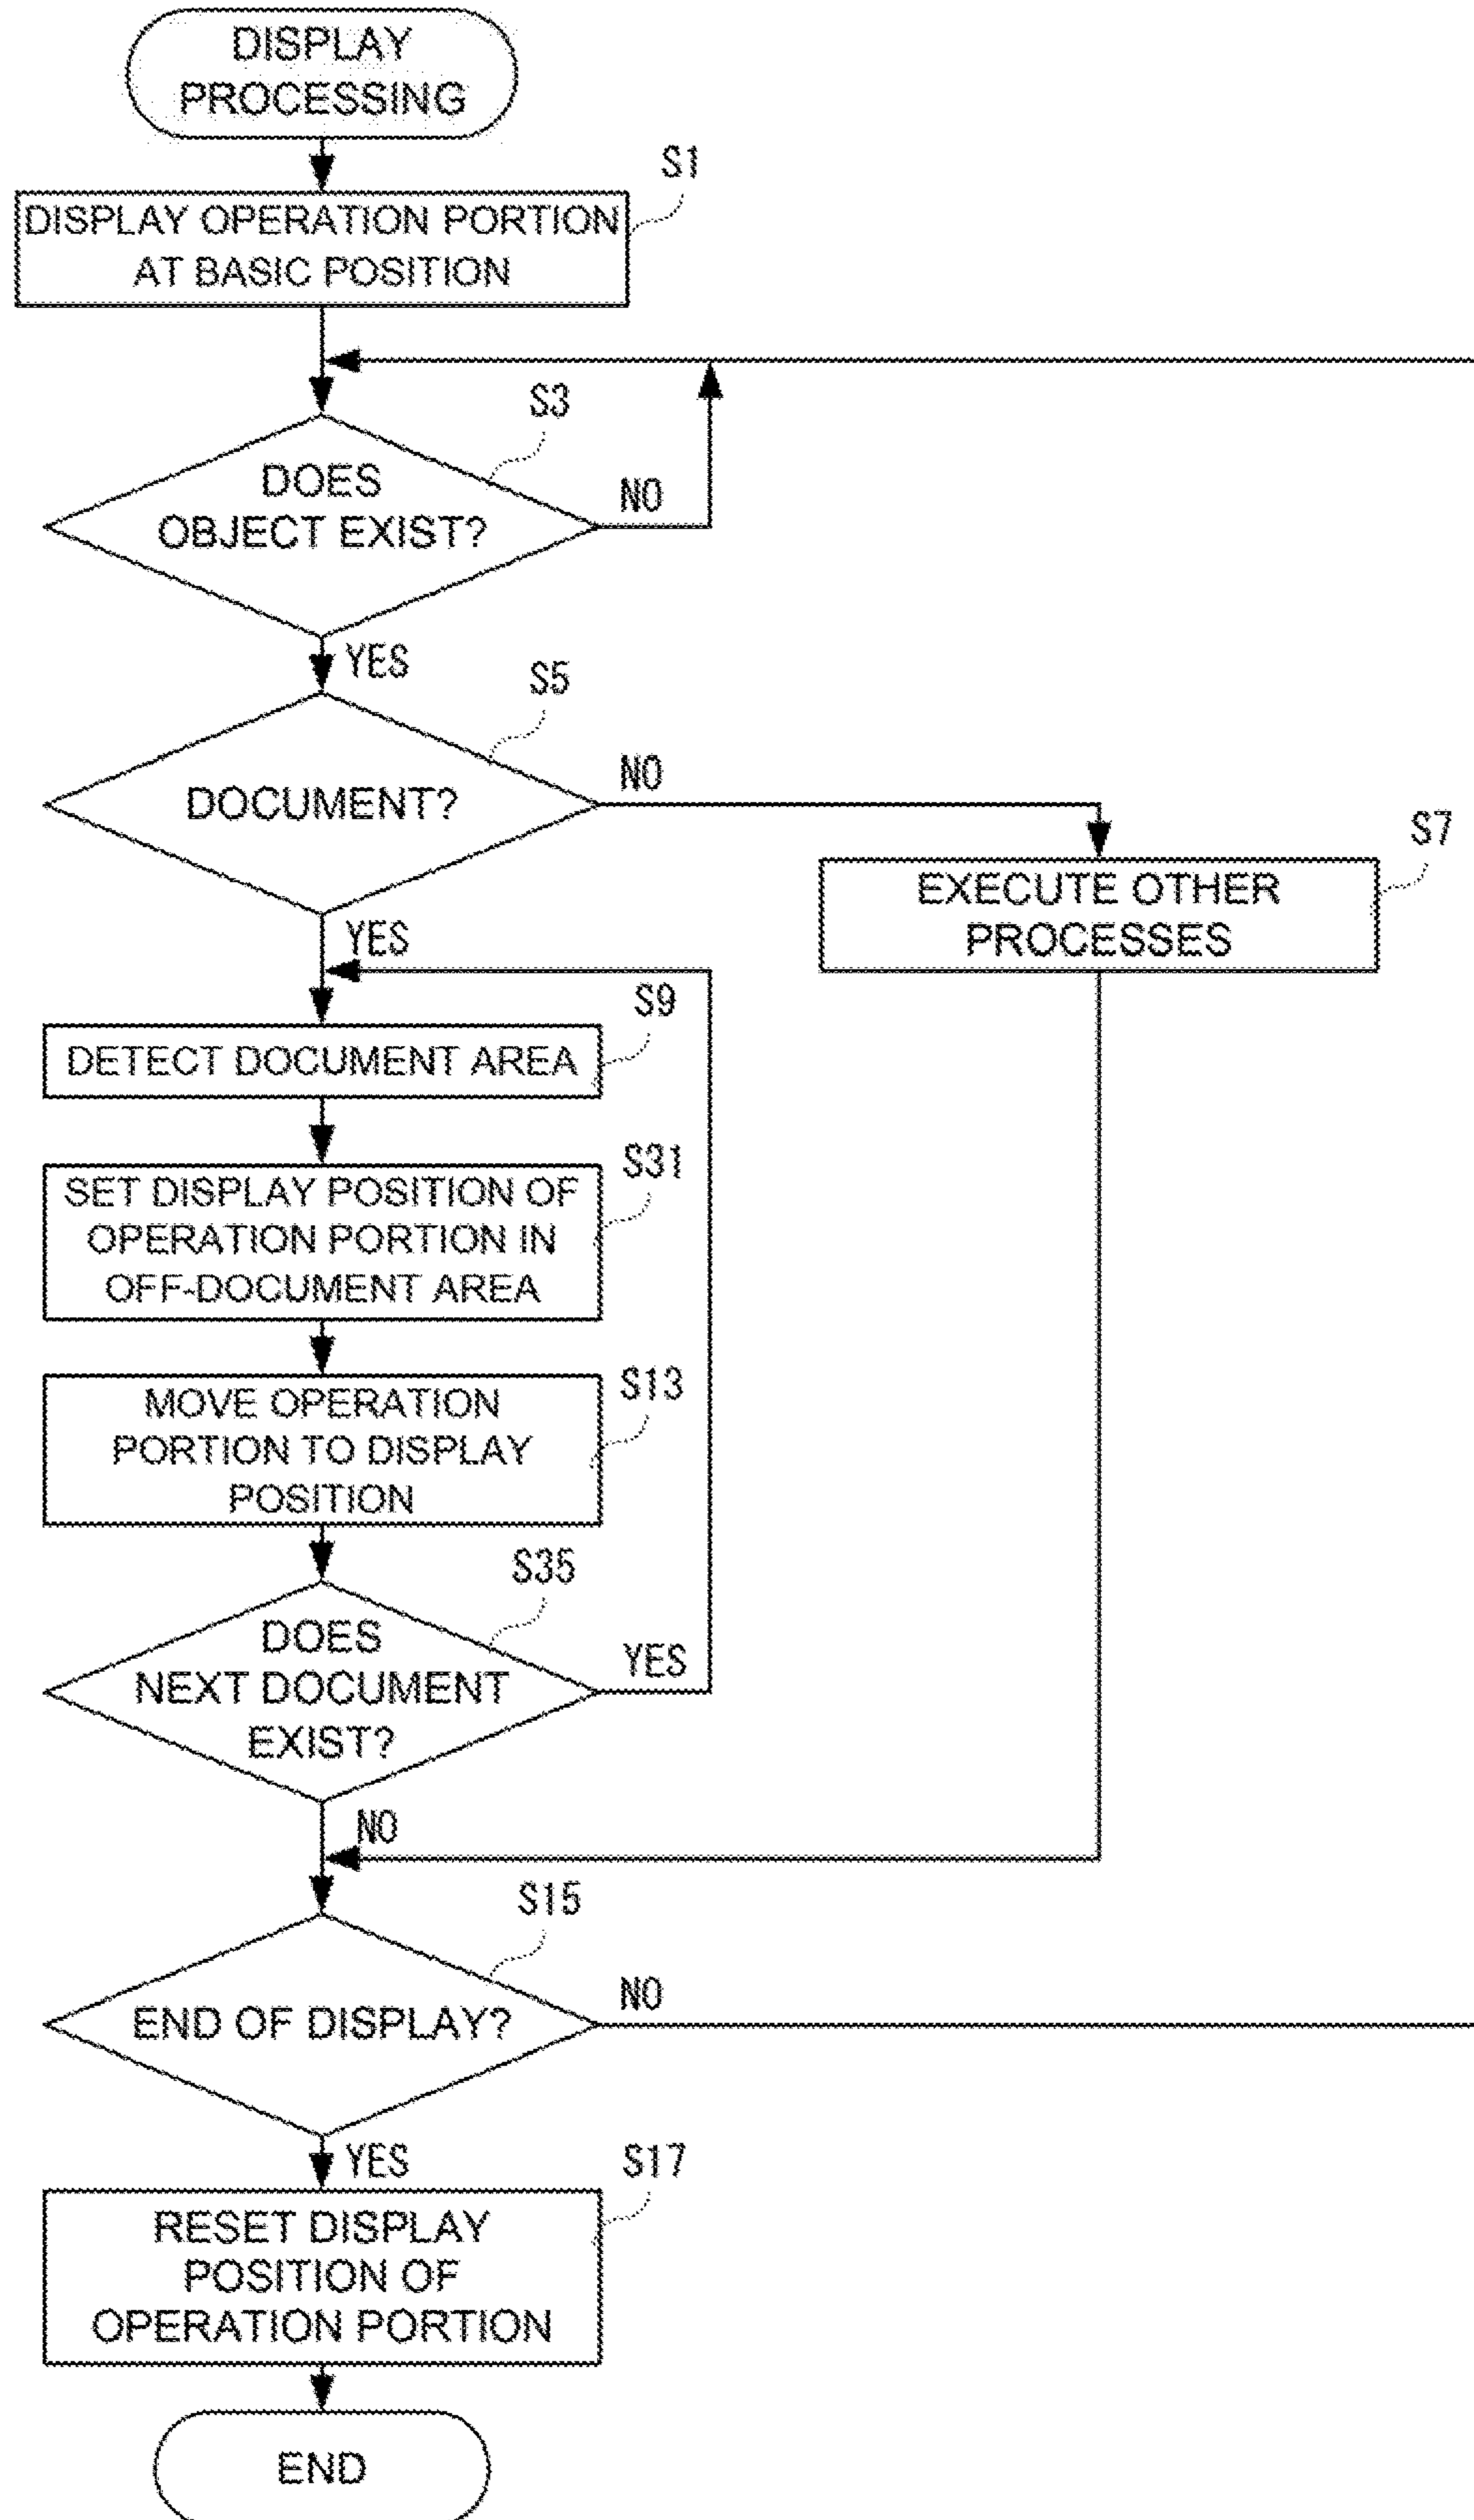 DISPLAY
PROCESSING
S1
DISPLAY OPERATION PORTION
AT BASIC POSITION
S3
DOES
OBJECT EXIST?
NO
YES
S5
DOCUMENT?
NO
S7
EXECUTE OTHER
PROCESSES
YES
S9
DETECT DOCUMENT AREA
S31
SET DISPLAY POSITION OF
OPERATION PORTION IN
OFF-DOCUMENT AREA
S13
MOVE OPERATION
PORTION TO DISPLAY
POSITION
S35
DOES
NEXT DOCUMENT
EXIST?
YES
NO
S15
END OF DISPLAY?
NO
YES
S17
RESET DISPLAY
POSITION OF
OPERATION PORTION
END